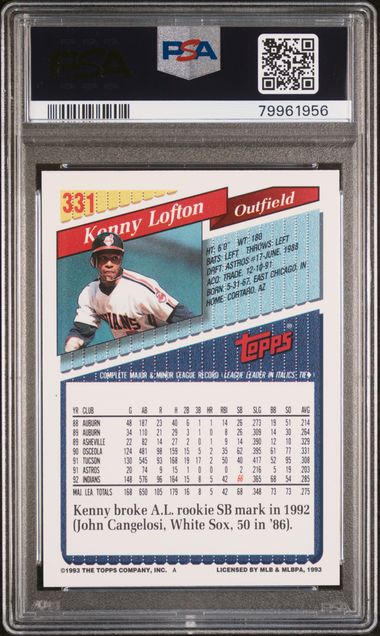 PSA
PSA
79961956
331
Kenny Lofton
Outfield
HT: 6'0" WT: 180
BATS: LEFT THROWS: LEFT
DRFT: ASTROS #17-JUNE, 1988
ACQ: TRADE, 12-10-91
BORN: 5-31-67, EAST CHICAGO, IN
HOME: CORTARO, AZ
Topps
COMPLETE MAJOR & MINOR LEAGUE RECORD (LEAGUE LEADER IN ITALICS, TIE♦)
YR CLUB G AB R H 2B 3B HR RBI SB SLG BB SO AVG
88 AUBURN 48 187 23 40 6 1 1 14 26 273 19 51 214
89 AUBURN 34 110 21 29 3 1 0 8 26 309 14 30 264
89 ASHEVILLE 22 82 14 27 2 0 1 9 14 390 12 10 329
90 OSCEOLA 124 481 98 159 15 5 2 35 62 395 61 77 331
91 TUCSON 130 545 93 168 19 17 2 50 40 417 52 95 308
91 ASTROS 20 74 9 15 1 0 0 0 2 216 5 19 203
92 INDIANS 148 576 96 164 15 8 5 42 66 365 68 54 285
MAJ. LEA. TOTALS 168 650 105 179 16 8 5 42 68 348 73 73 275
Kenny broke A.L. rookie SB mark in 1992
(John Cangelosi, White Sox, 50 in '86).
©1993 THE TOPPS COMPANY, INC. A LICENSED BY MLB & MLBPA, 1993